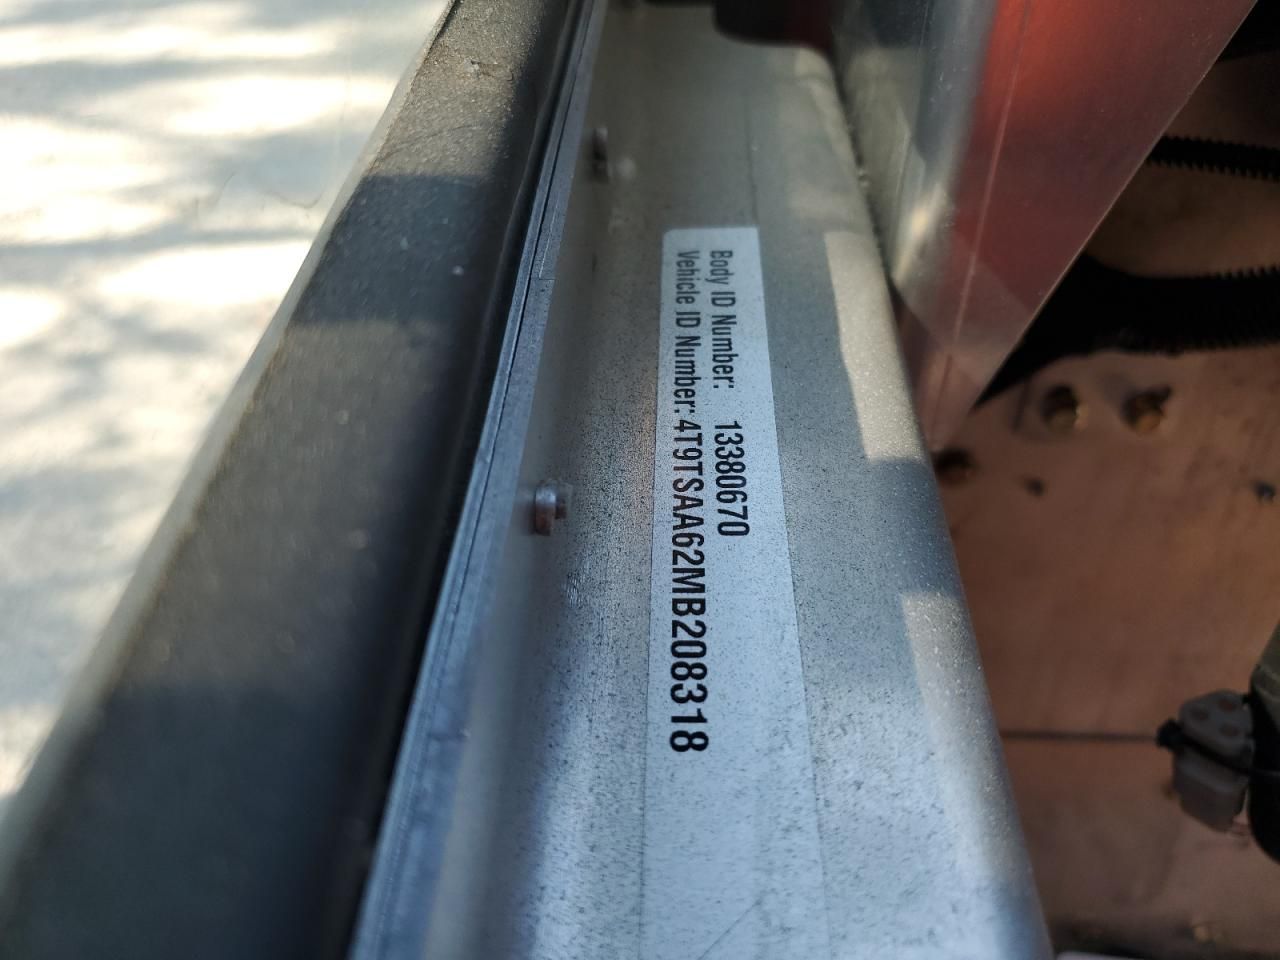 Body ID Number: 13380670
Vehicle ID Number: 4T9TSAA62MB208318